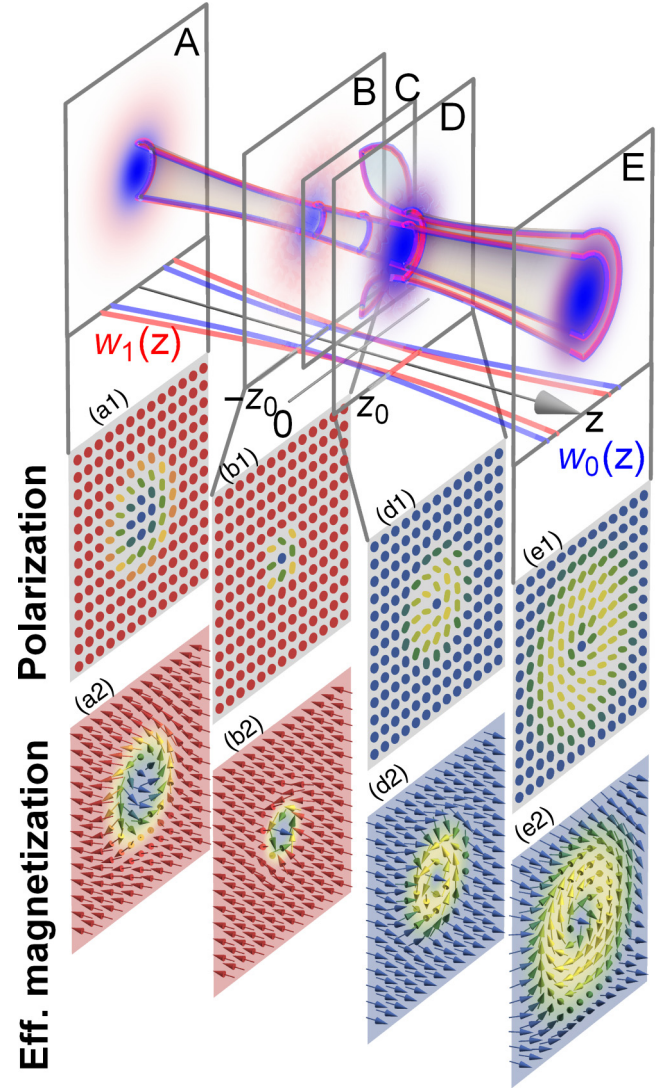 A
B
C
D
E
w₁(z)
−z₀
0
z₀
z
w₀(z)
Polarization
(a1)
(b1)
(d1)
(e1)
Eff. magnetization
(a2)
(b2)
(d2)
(e2)